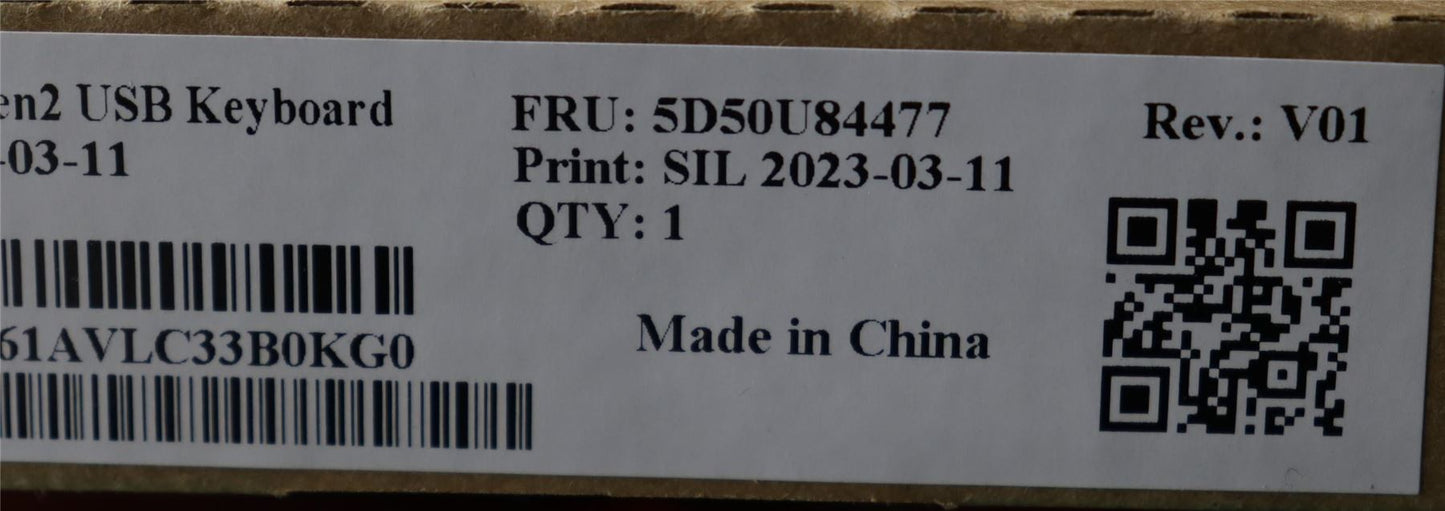 en2 USB Keyboard
-03-11
61AVLC33B0KG0
FRU: 5D50U84477
Print: SIL 2023-03-11
QTY: 1
Made in China
Rev.: V01